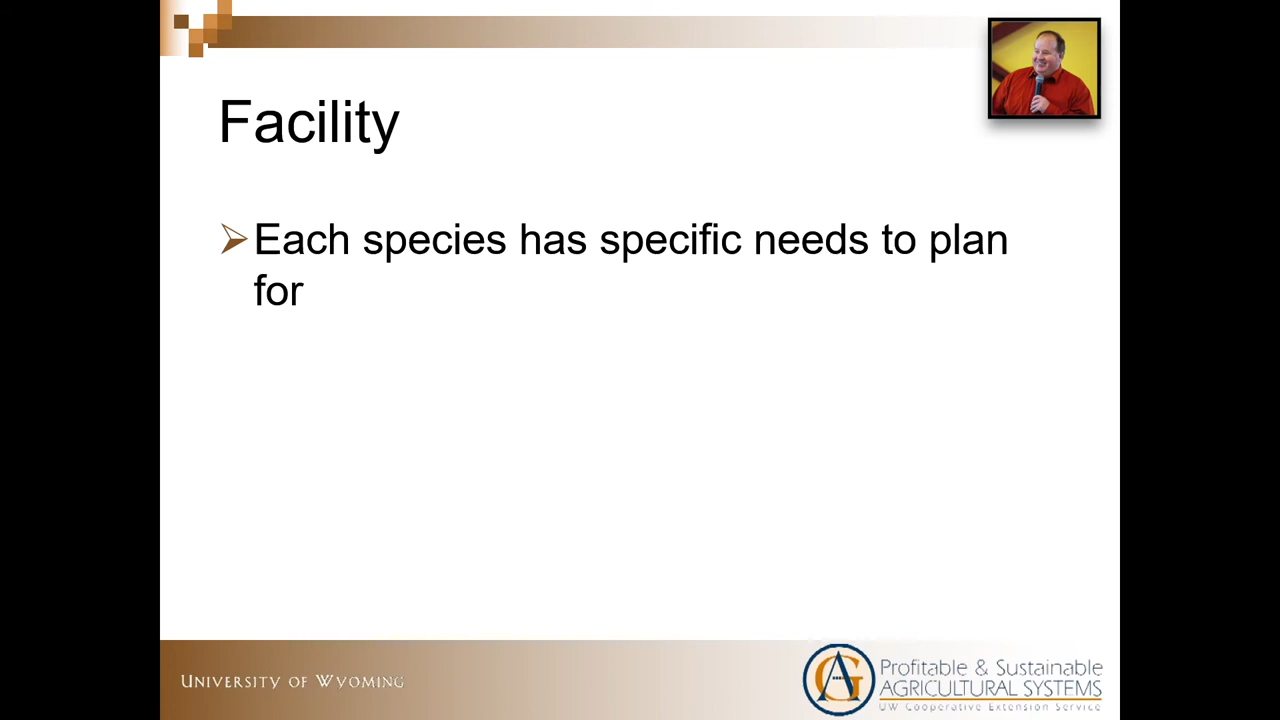 Facility
Each species has specific needs to plan
for
University of Wyoming
AG
Profitable & Sustainable
AGRICULTURAL SYSTEMS
UW Cooperative Extension Service